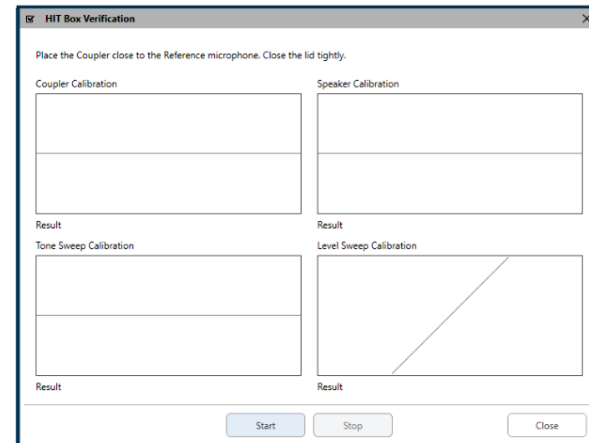 HIT Box Verification
Place the Coupler close to the Reference microphone. Close the lid tightly.
Coupler Calibration
Speaker Calibration
Result
Result
Tone Sweep Calibration
Level Sweep Calibration
Result
Result
Start
Stop
Close